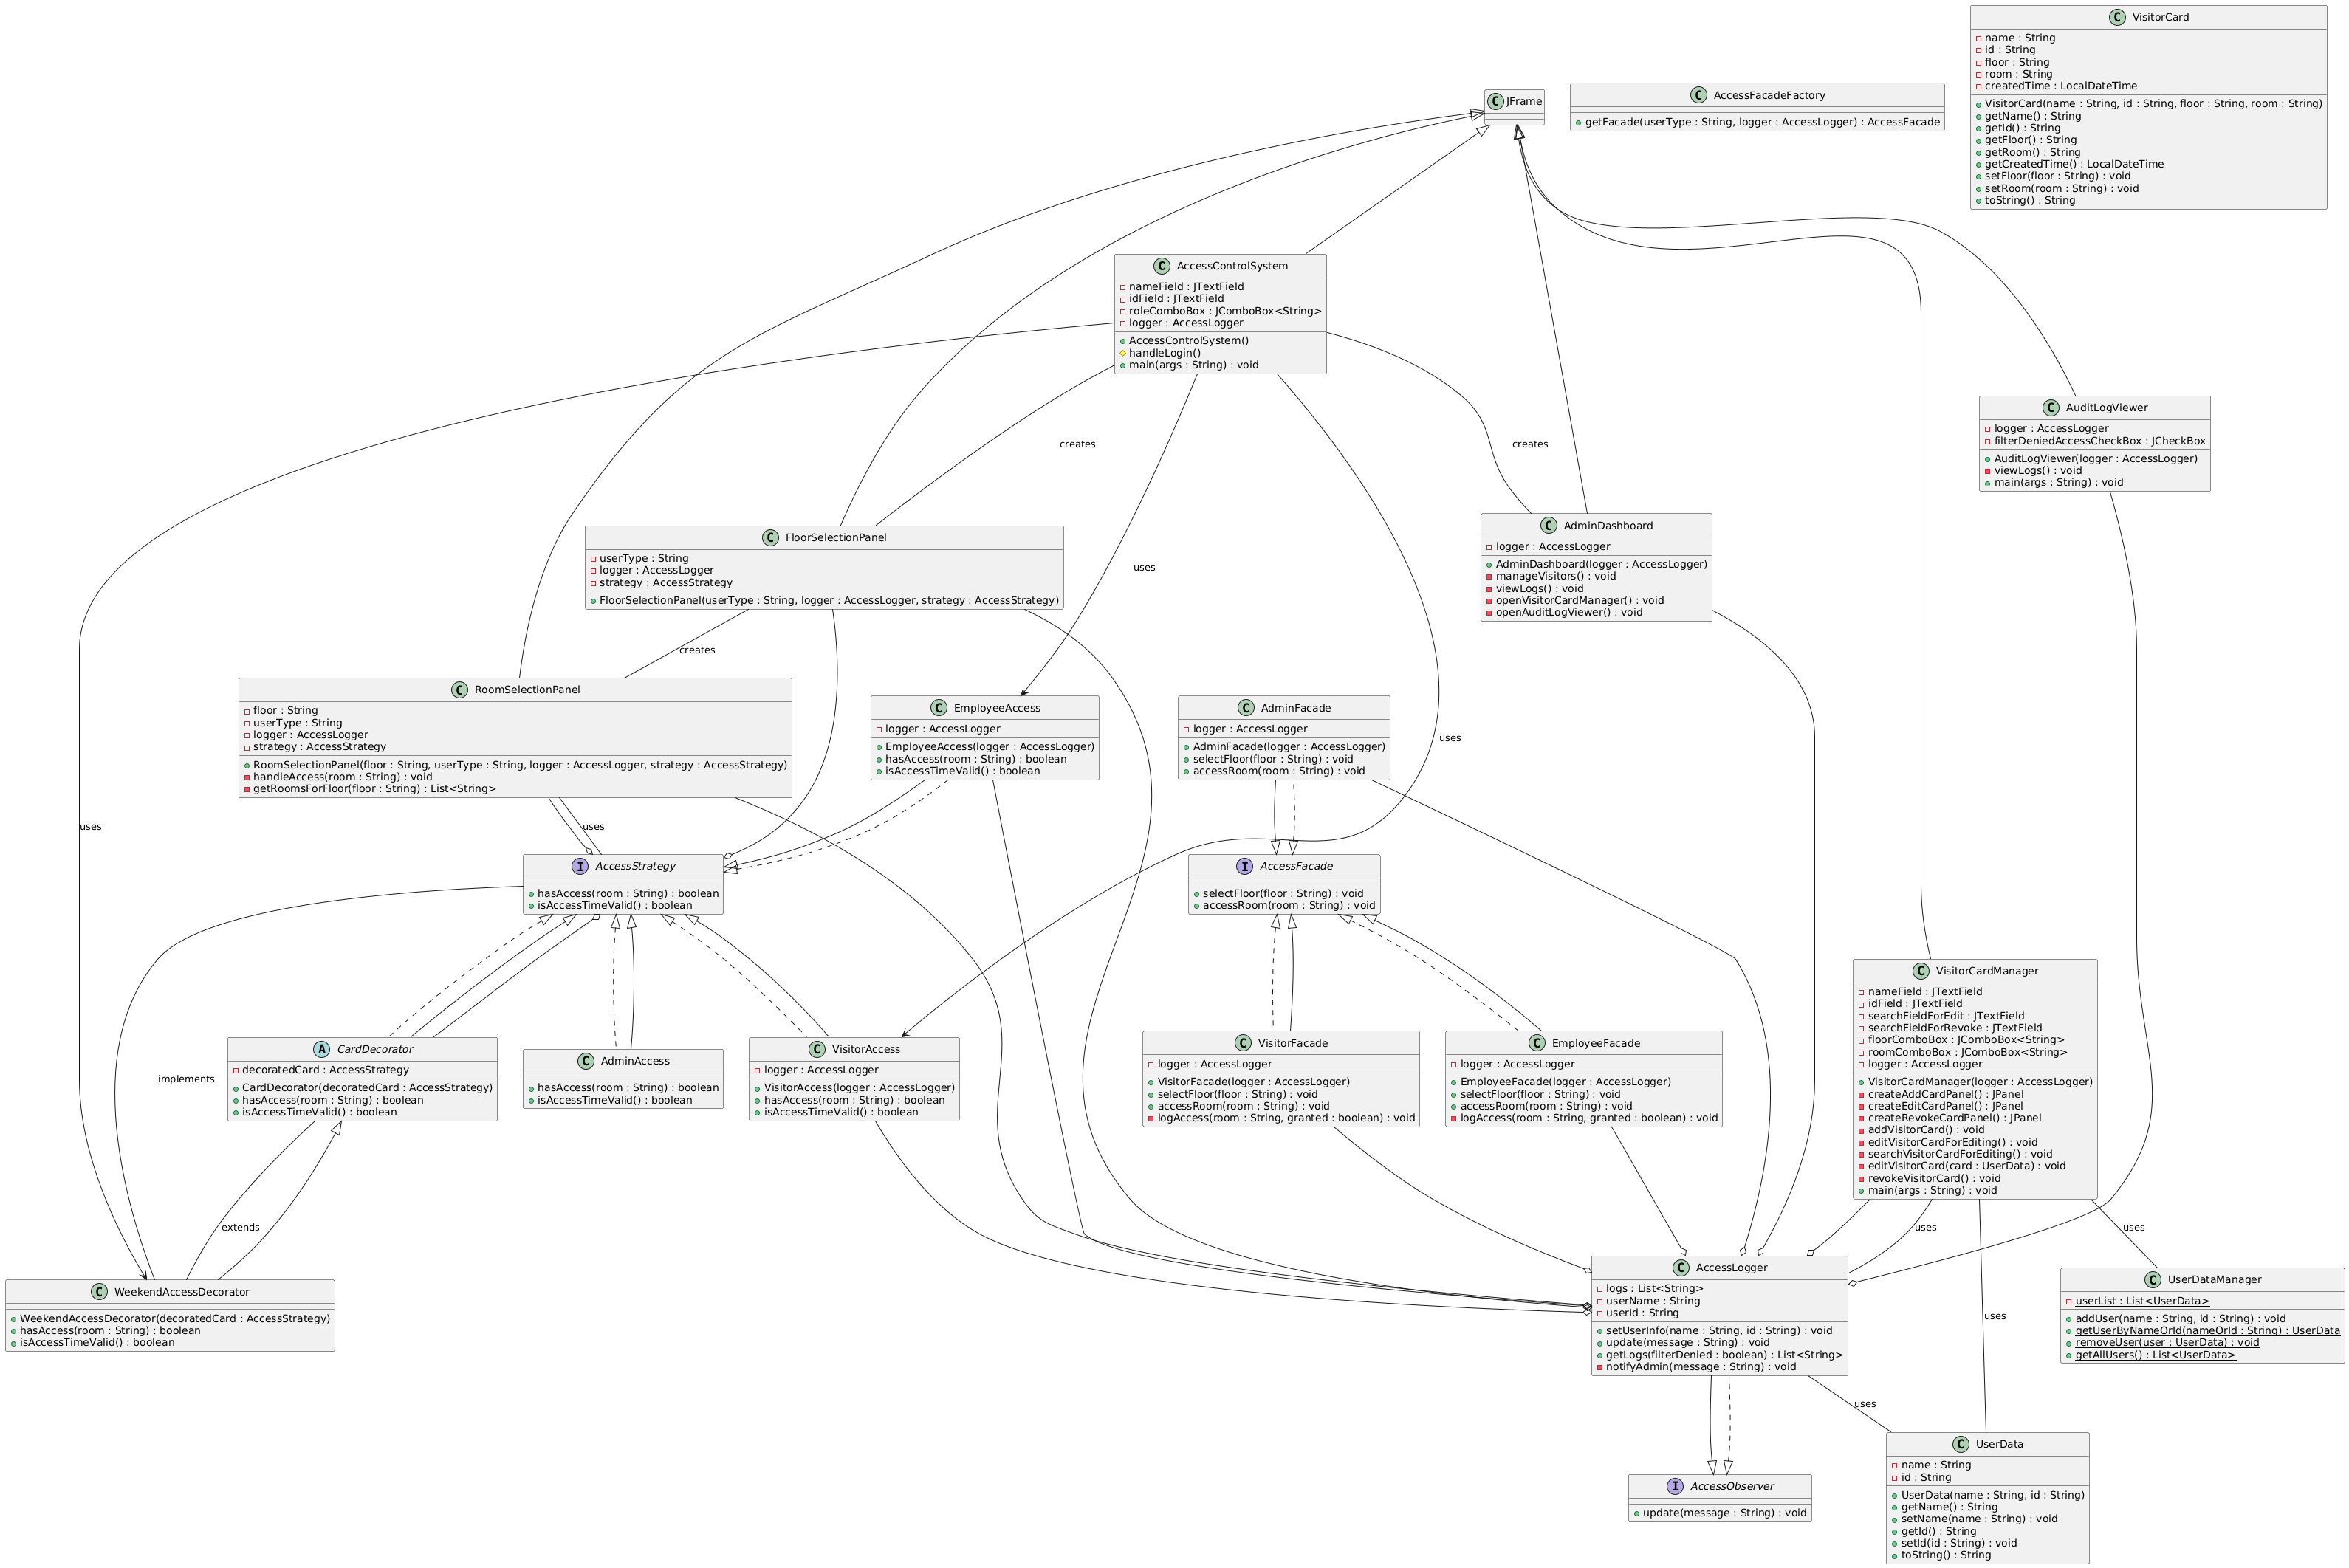 C VisitorCard
name : String
id : String
floor : String
room : String
createdTime : LocalDateTime
VisitorCard(name : String, id : String, floor : String, room : String)
getName() : String
getId() : String
getFloor() : String
getRoom() : String
getCreatedTime() : LocalDateTime
setFloor(floor : String) : void
setRoom(room : String) : void
toString() : String
C JFrame
C AccessFacadeFactory
getFacade(userType : String, logger : AccessLogger) : AccessFacade
C AccessControlSystem
nameField : JTextField
idField : JTextField
roleComboBox : JComboBox<String>
logger : AccessLogger
AccessControlSystem()
handleLogin()
main(args : String) : void
C AuditLogViewer
logger : AccessLogger
filterDeniedAccessCheckBox : JCheckBox
AuditLogViewer(logger : AccessLogger)
viewLogs() : void
main(args : String) : void
creates
creates
C FloorSelectionPanel
userType : String
logger : AccessLogger
strategy : AccessStrategy
FloorSelectionPanel(userType : String, logger : AccessLogger, strategy : AccessStrategy)
uses
C AdminDashboard
logger : AccessLogger
AdminDashboard(logger : AccessLogger)
manageVisitors() : void
viewLogs() : void
openVisitorCardManager() : void
openAuditLogViewer() : void
creates
C RoomSelectionPanel
floor : String
userType : String
logger : AccessLogger
strategy : AccessStrategy
RoomSelectionPanel(floor : String, userType : String, logger : AccessLogger, strategy : AccessStrategy)
handleAccess(room : String) : void
getRoomsForFloor(floor : String) : List<String>
C EmployeeAccess
logger : AccessLogger
EmployeeAccess(logger : AccessLogger)
hasAccess(room : String) : boolean
isAccessTimeValid() : boolean
C AdminFacade
logger : AccessLogger
AdminFacade(logger : AccessLogger)
selectFloor(floor : String) : void
accessRoom(room : String) : void
uses
uses
uses
I AccessStrategy
hasAccess(room : String) : boolean
isAccessTimeValid() : boolean
I AccessFacade
selectFloor(floor : String) : void
accessRoom(room : String) : void
C VisitorCardManager
nameField : JTextField
idField : JTextField
searchFieldForEdit : JTextField
searchFieldForRevoke : JTextField
floorComboBox : JComboBox<String>
roomComboBox : JComboBox<String>
logger : AccessLogger
VisitorCardManager(logger : AccessLogger)
createAddCardPanel() : JPanel
createEditCardPanel() : JPanel
createRevokeCardPanel() : JPanel
addVisitorCard() : void
editVisitorCardForEditing() : void
searchVisitorCardForEditing() : void
editVisitorCard(card : UserData) : void
revokeVisitorCard() : void
main(args : String) : void
implements
A CardDecorator
decoratedCard : AccessStrategy
CardDecorator(decoratedCard : AccessStrategy)
hasAccess(room : String) : boolean
isAccessTimeValid() : boolean
C AdminAccess
hasAccess(room : String) : boolean
isAccessTimeValid() : boolean
C VisitorAccess
logger : AccessLogger
VisitorAccess(logger : AccessLogger)
hasAccess(room : String) : boolean
isAccessTimeValid() : boolean
C VisitorFacade
logger : AccessLogger
VisitorFacade(logger : AccessLogger)
selectFloor(floor : String) : void
accessRoom(room : String) : void
logAccess(room : String, granted : boolean) : void
C EmployeeFacade
logger : AccessLogger
EmployeeFacade(logger : AccessLogger)
selectFloor(floor : String) : void
accessRoom(room : String) : void
logAccess(room : String, granted : boolean) : void
extends
uses
uses
C WeekendAccessDecorator
WeekendAccessDecorator(decoratedCard : AccessStrategy)
hasAccess(room : String) : boolean
isAccessTimeValid() : boolean
C AccessLogger
logs : List<String>
userName : String
userId : String
setUserInfo(name : String, id : String) : void
update(message : String) : void
getLogs(filterDenied : boolean) : List<String>
notifyAdmin(message : String) : void
uses
C UserDataManager
userList : List<UserData>
addUser(name : String, id : String) : void
getUserByNameOrId(nameOrId : String) : UserData
removeUser(user : UserData) : void
getAllUsers() : List<UserData>
uses
I AccessObserver
update(message : String) : void
C UserData
name : String
id : String
UserData(name : String, id : String)
getName() : String
setName(name : String) : void
getId() : String
setId(id : String) : void
toString() : String